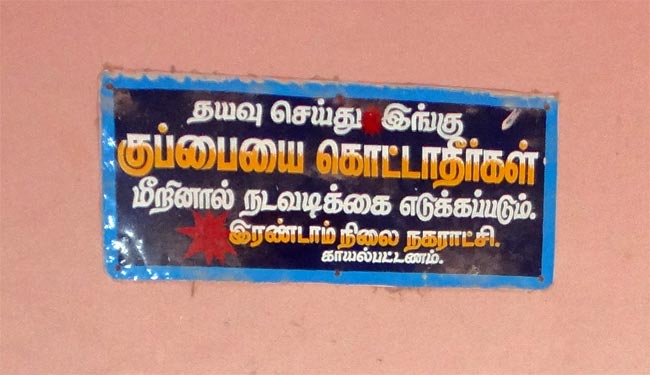 தயவு செய்து இங்கு
குப்பையை கொட்டாதீர்கள்
மீறினால் நடவடிக்கை எடுக்கப்படும்.
இரண்டாம் நிலை நகராட்சி.
காயல்பட்டணம்.